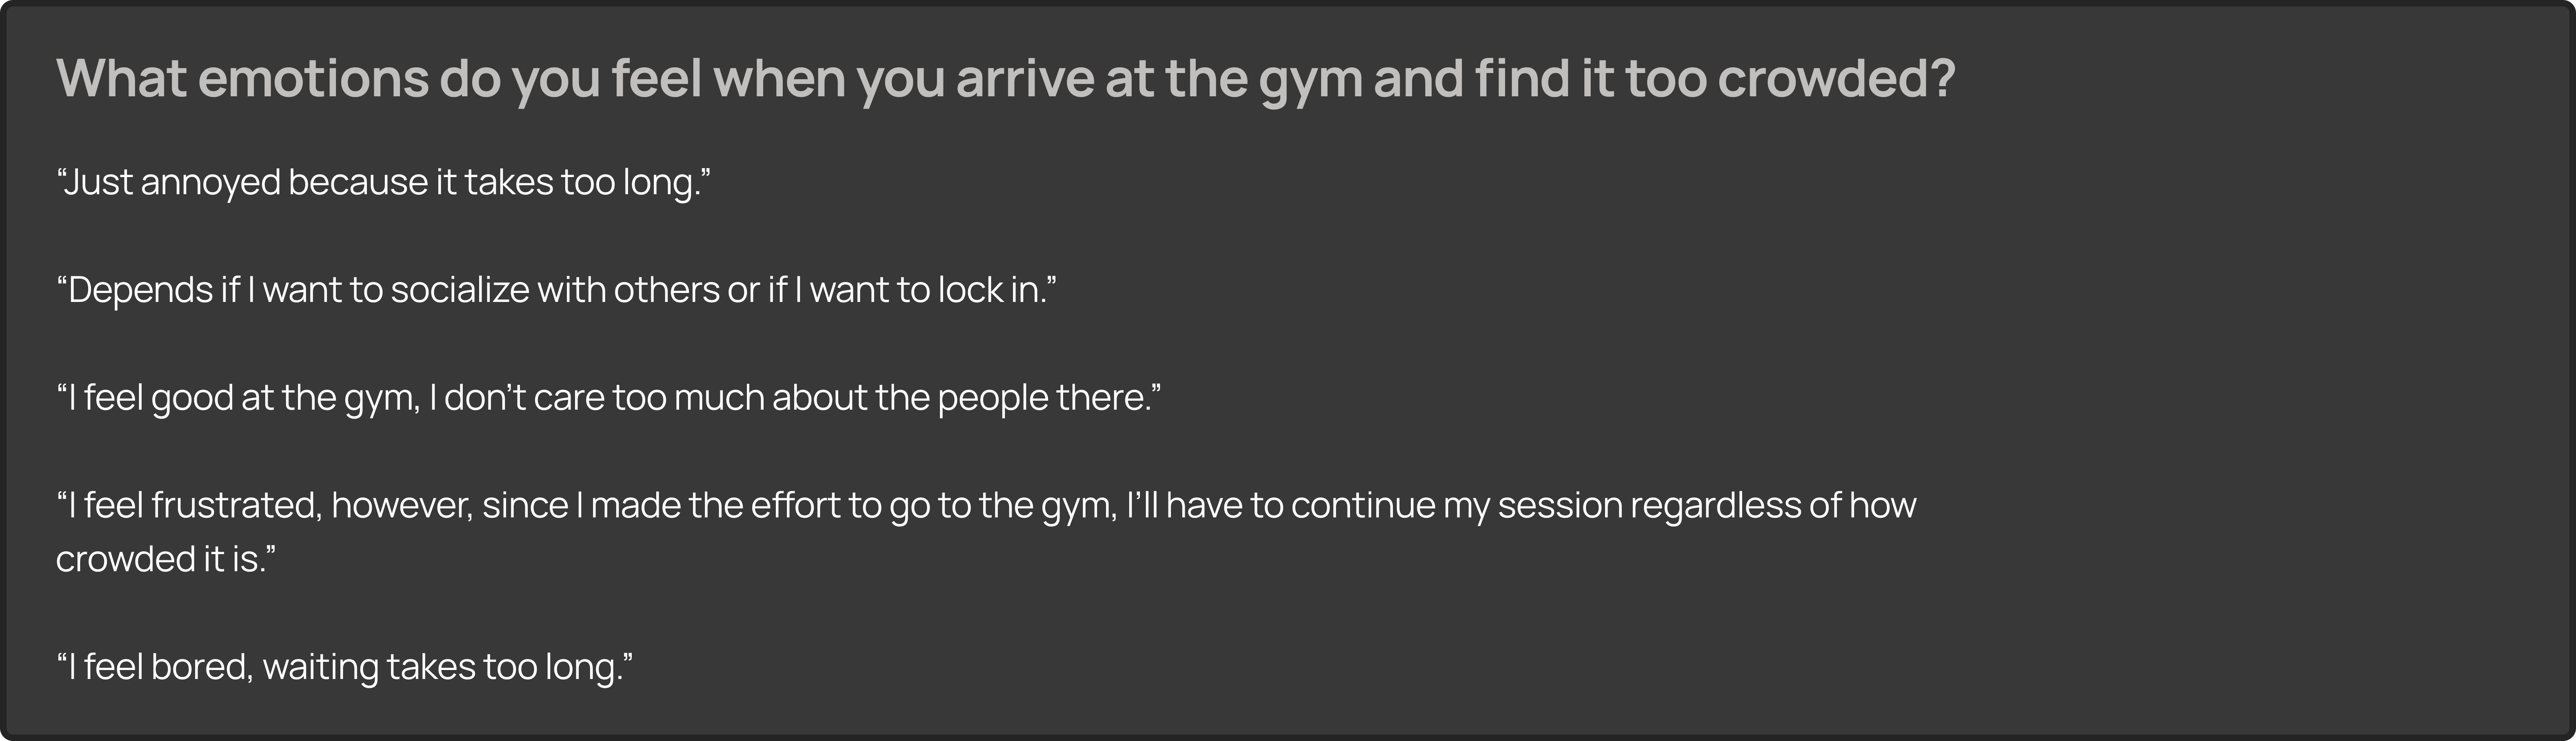 What emotions do you feel when you arrive at the gym and find it too crowded?
“Just annoyed because it takes too long.”
“Depends if I want to socialize with others or if I want to lock in.”
“I feel good at the gym, I don’t care too much about the people there.”
“I feel frustrated, however, since I made the effort to go to the gym, I’ll have to continue my session regardless of how
crowded it is.”
“I feel bored, waiting takes too long.”